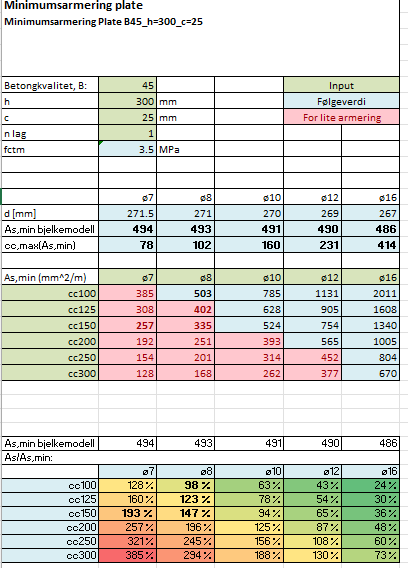 Minimumsarmering plate
Minimumsarmering Plate B45_h=300_c=25
Betongkvalitet, B: 45 Input
h 300 mm Følgeverdi
c 25 mm For lite armering
n lag 1
fctm 3.5 MPa
ø7 ø8 ø10 ø12 ø16
d [mm] 271.5 271 270 269 267
As,min bjelkemodell 494 493 491 490 486
cc,max(As,min) 78 102 160 231 414
As,min (mm^2/m) ø7 ø8 ø10 ø12 ø16
cc100 385 503 785 1131 2011
cc125 308 402 628 905 1608
cc150 257 335 524 754 1340
cc200 192 251 393 565 1005
cc250 154 201 314 452 804
cc300 128 168 262 377 670
As,min bjelkemodell 494 493 491 490 486
As/As,min:
ø7 ø8 ø10 ø12 ø16
cc100 128% 98% 63% 43% 24%
cc125 160% 123% 78% 54% 30%
cc150 193% 147% 94% 65% 36%
cc200 257% 196% 125% 87% 48%
cc250 321% 245% 156% 108% 60%
cc300 385% 294% 188% 130% 73%